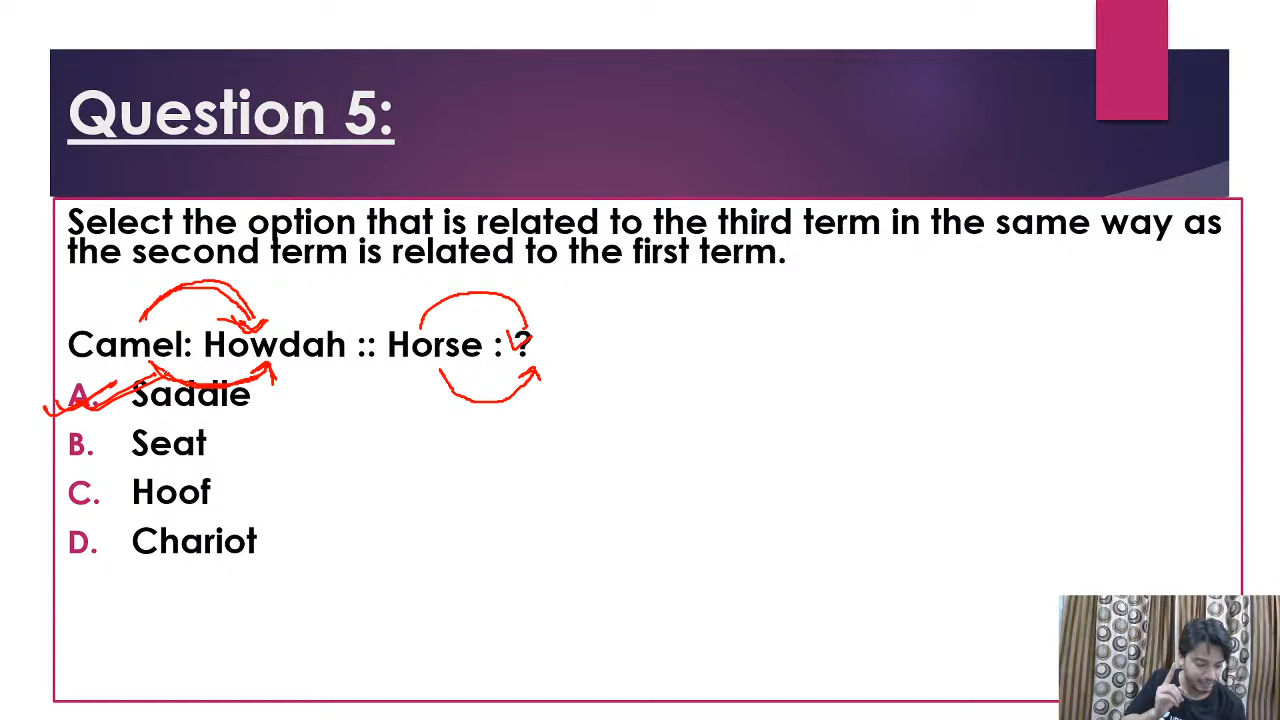 Question 5:
Select the option that is related to the third term in the same way as
the second term is related to the first term.
Camel: Howdah :: Horse : ?
A. Saddle
B. Seat
C. Hoof
D. Chariot